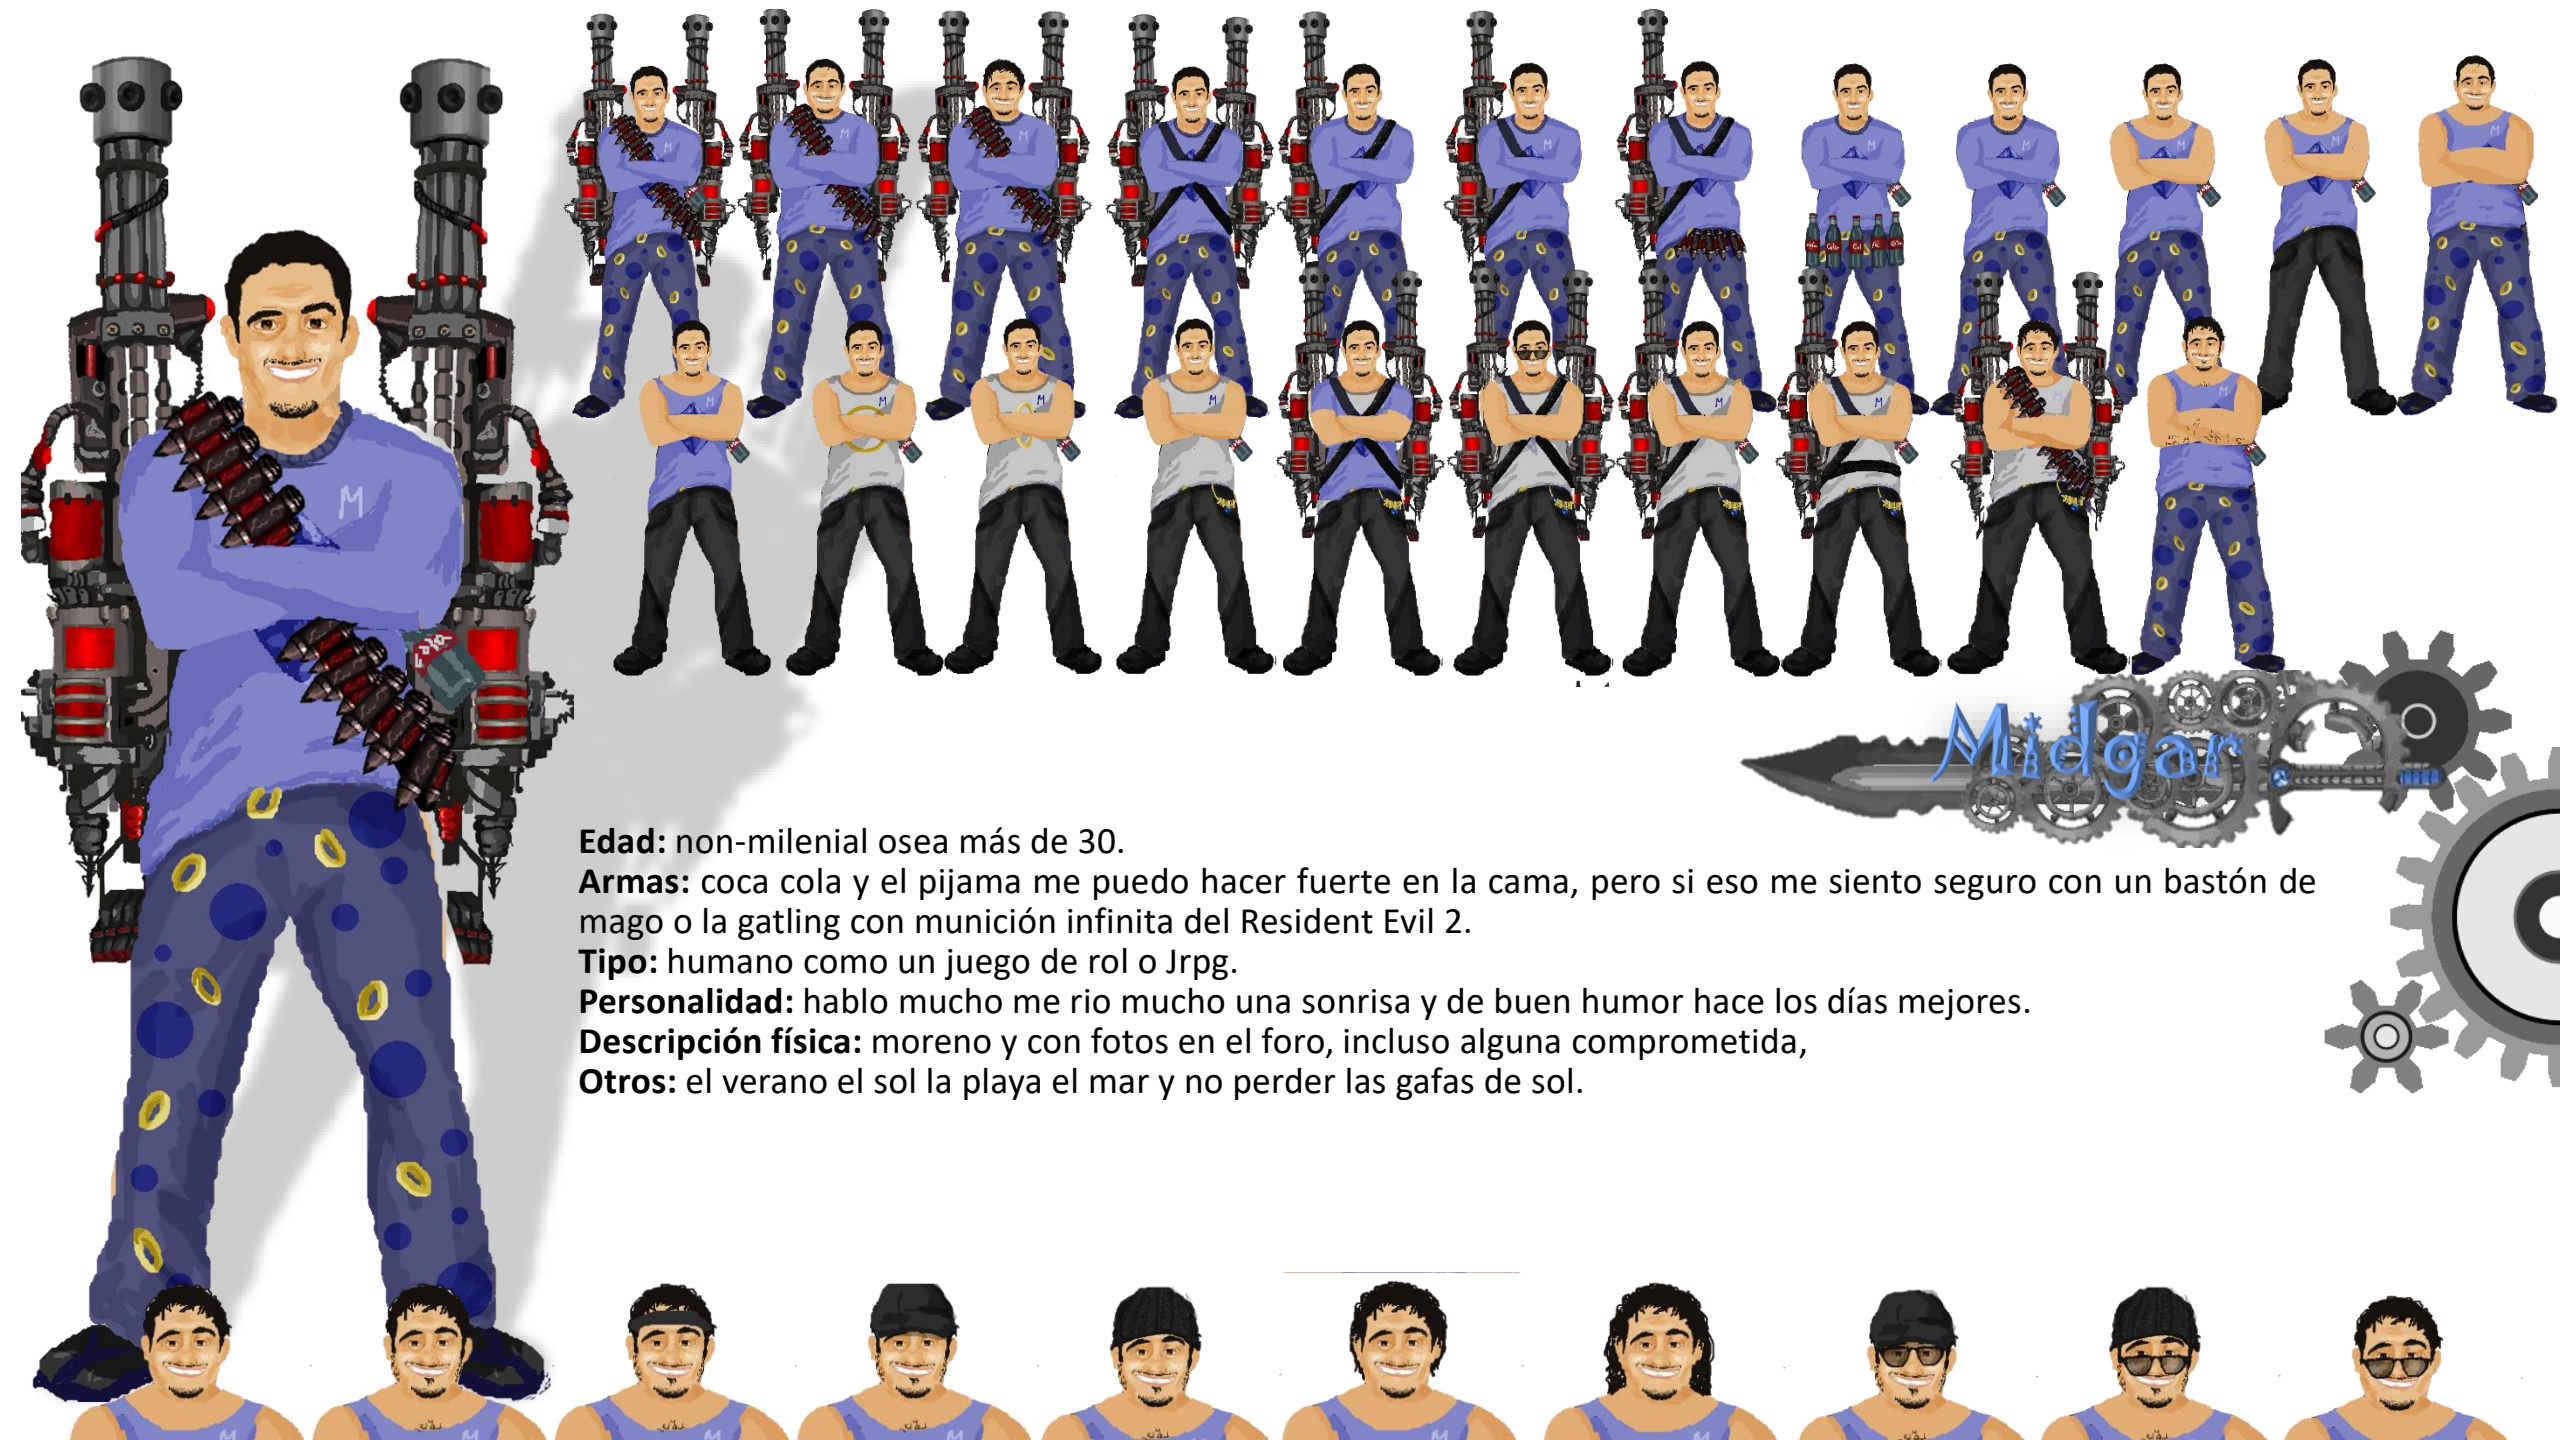 M
Midgar
Edad: non-milenial osea más de 30.
Armas: coca cola y el pijama me puedo hacer fuerte en la cama, pero si eso me siento seguro con un bastón de
mago o la gatling con munición infinita del Resident Evil 2.
Tipo: humano como un juego de rol o Jrpg.
Personalidad: hablo mucho me rio mucho una sonrisa y de buen humor hace los días mejores.
Descripción física: moreno y con fotos en el foro, incluso alguna comprometida,
Otros: el verano el sol la playa el mar y no perder las gafas de sol.